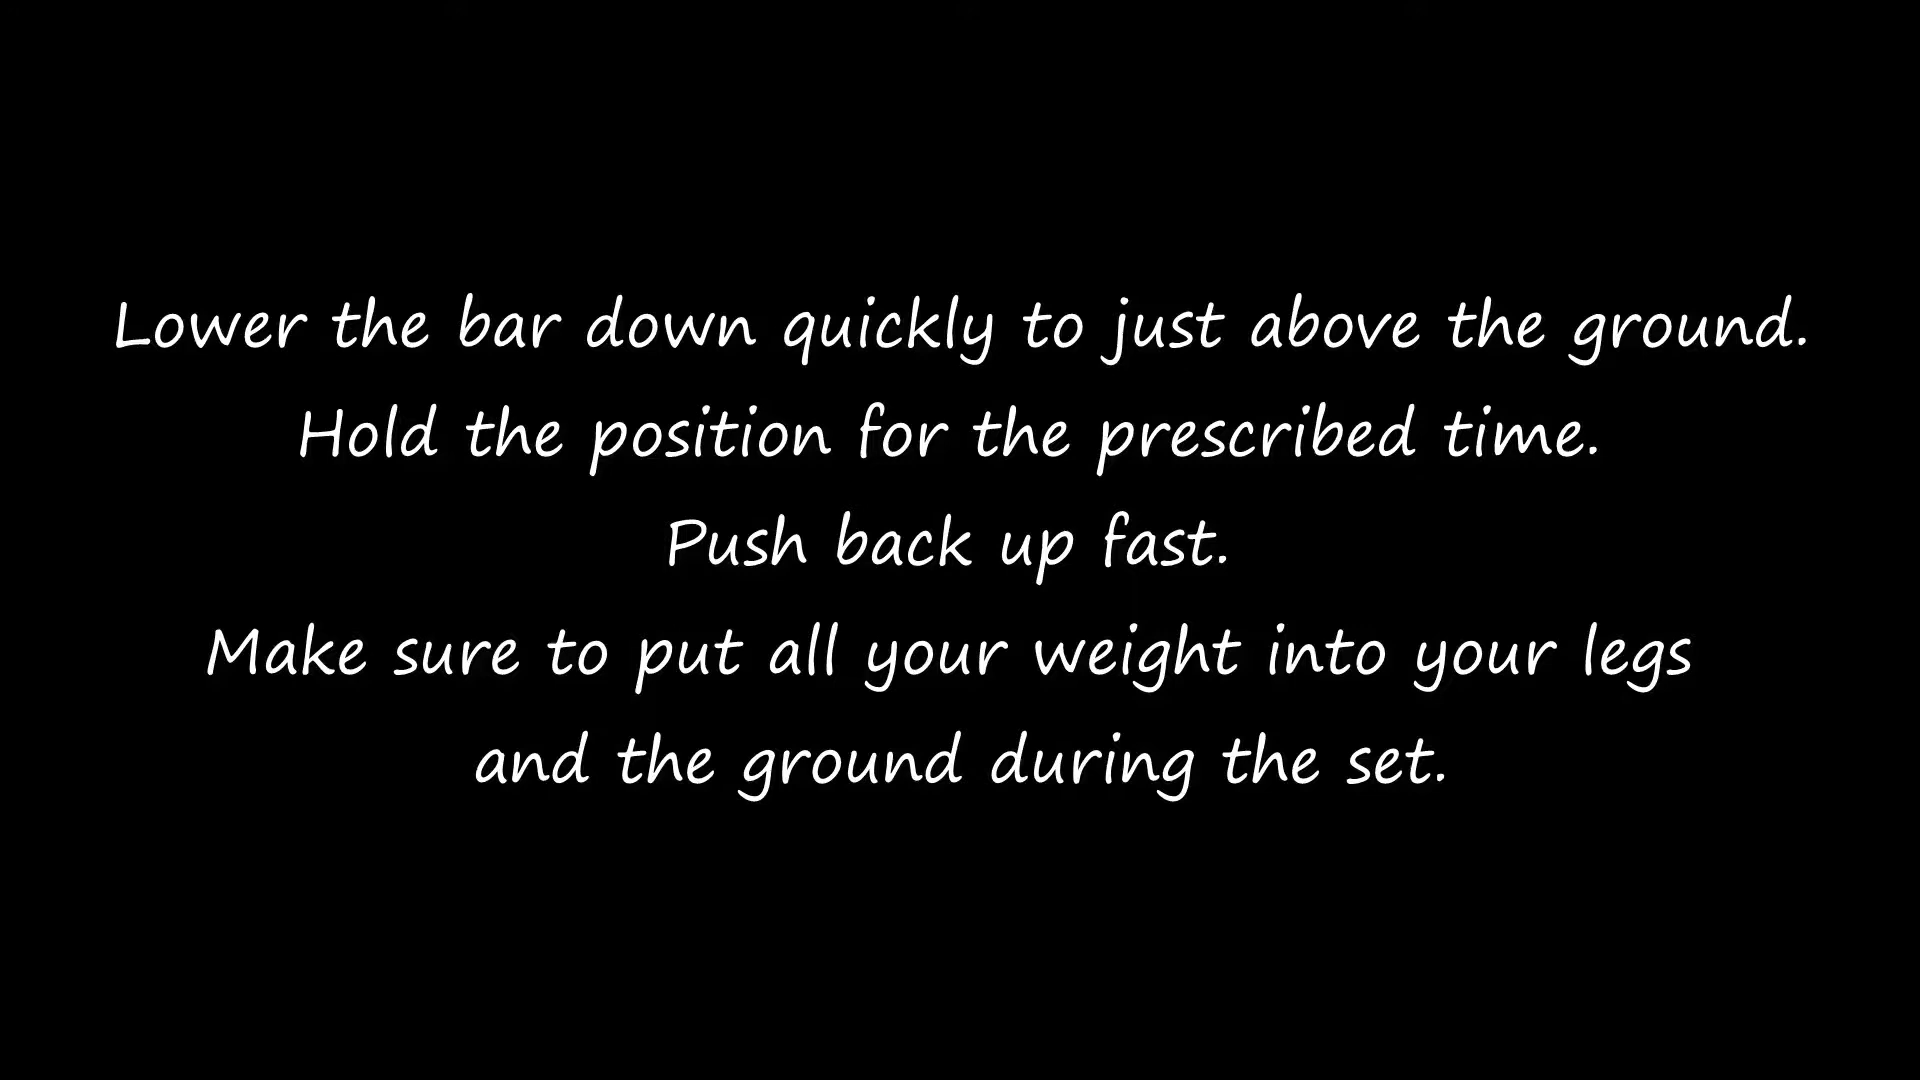 Lower the bar down quickly to just above the ground.
Hold the position for the prescribed time.
Push back up fast.
Make sure to put all your weight into your legs
and the ground during the set.